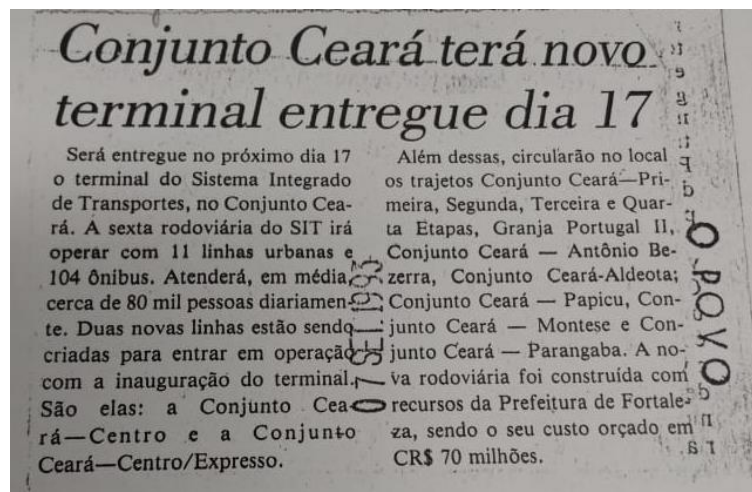 Conjunto Ceará terá novo
terminal entregue dia 17
Será entregue no próximo dia 17
o terminal do Sistema Integrado
de Transportes, no Conjunto Cea-
rá. A sexta rodoviária do SIT irá
operar com 11 linhas urbanas e
104 ônibus. Atenderá, em média,
cerca de 80 mil pessoas diariamen-
te. Duas novas linhas estão sendo
criadas para entrar em operação
com a inauguração do terminal.
São elas: a Conjunto Cea-
rá—Centro e a Conjunto
Ceará—Centro/Expresso.
Além dessas, circularão no local
os trajetos Conjunto Ceará—Pri-
meira, Segunda, Terceira e Quar-
ta Etapas, Granja Portugal II,
Conjunto Ceará — Antônio Be-
zerra, Conjunto Ceará-Aldeota;
Conjunto Ceará — Papicu, Con-
junto Ceará — Montese e Con-
junto Ceará — Parangaba. A no-
va rodoviária foi construída com
recursos da Prefeitura de Fortale-
za, sendo o seu custo orçado em
CR$ 70 milhões.
O POVO